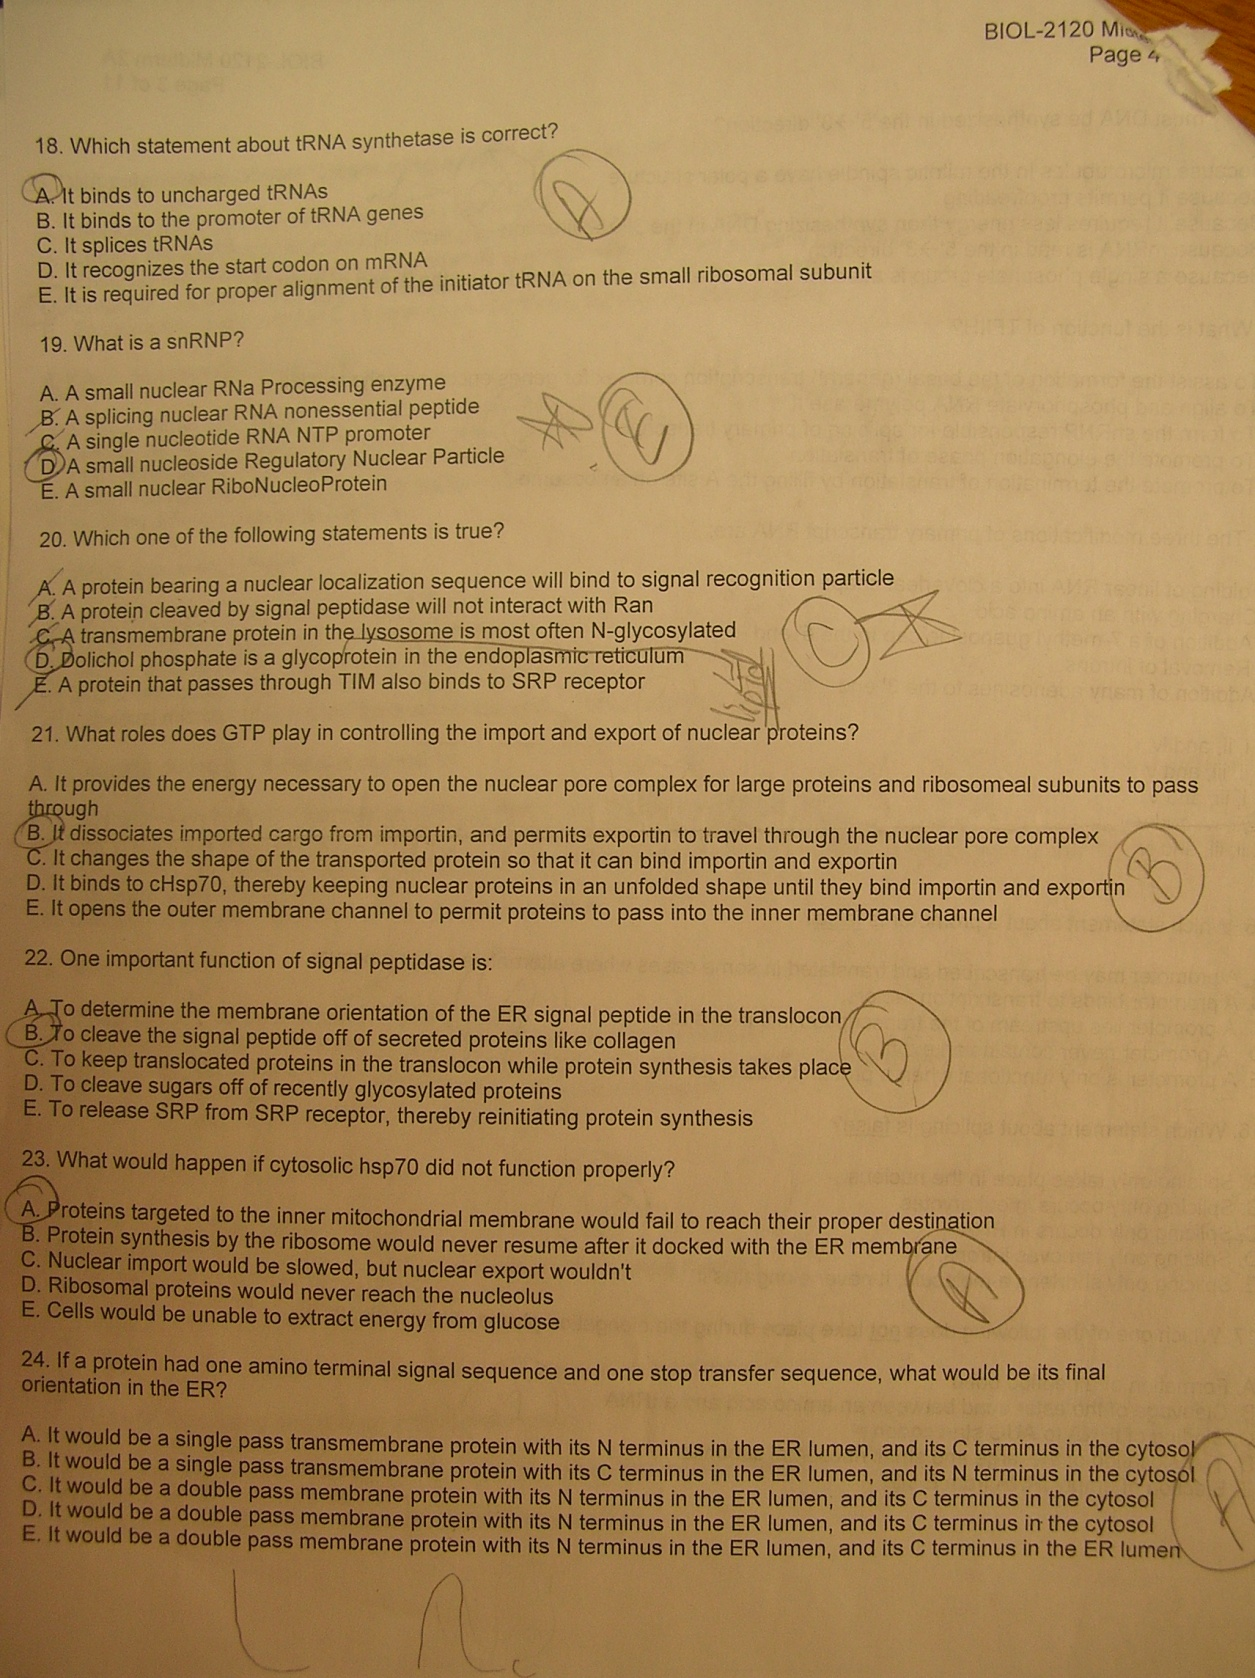 BIOL-2120
Page 4
18. Which statement about tRNA synthetase is correct?
A. It binds to uncharged tRNAs
A
B. It binds to the promoter of tRNA genes
C. It splices tRNAs
D. It recognizes the start codon on mRNA
E. It is required for proper alignment of the initiator tRNA on the small ribosomal subunit
19. What is a snRNP?
A. A small nuclear RNa Processing enzyme
B. A splicing nuclear RNA nonessential peptide
C. A single nucleotide RNA NTP promoter
E
D. A small nucleoside Regulatory Nuclear Particle
E. A small nuclear RiboNucleoProtein
20. Which one of the following statements is true?
A. A protein bearing a nuclear localization sequence will bind to signal recognition particle
B. A protein cleaved by signal peptidase will not interact with Ran
C. A transmembrane protein in the lysosome is most often N-glycosylated
C
D. Dolichol phosphate is a glycoprotein in the endoplasmic reticulum
E. A protein that passes through TIM also binds to SRP receptor
21. What roles does GTP play in controlling the import and export of nuclear proteins?
A. It provides the energy necessary to open the nuclear pore complex for large proteins and ribosomeal subunits to pass
through
B. It dissociates imported cargo from importin, and permits exportin to travel through the nuclear pore complex
C. It changes the shape of the transported protein so that it can bind importin and exportin
B
D. It binds to cHsp70, thereby keeping nuclear proteins in an unfolded shape until they bind importin and exportin
E. It opens the outer membrane channel to permit proteins to pass into the inner membrane channel
22. One important function of signal peptidase is:
A. To determine the membrane orientation of the ER signal peptide in the translocon
B. To cleave the signal peptide off of secreted proteins like collagen
B
C. To keep translocated proteins in the translocon while protein synthesis takes place
D. To cleave sugars off of recently glycosylated proteins
E. To release SRP from SRP receptor, thereby reinitiating protein synthesis
23. What would happen if cytosolic hsp70 did not function properly?
A. Proteins targeted to the inner mitochondrial membrane would fail to reach their proper destination
B. Protein synthesis by the ribosome would never resume after it docked with the ER membrane
C. Nuclear import would be slowed, but nuclear export wouldn't
A
D. Ribosomal proteins would never reach the nucleolus
E. Cells would be unable to extract energy from glucose
24. If a protein had one amino terminal signal sequence and one stop transfer sequence, what would be its final
orientation in the ER?
A. It would be a single pass transmembrane protein with its N terminus in the ER lumen, and its C terminus in the cytosol
B. It would be a single pass transmembrane protein with its C terminus in the ER lumen, and its N terminus in the cytosol
C. It would be a double pass membrane protein with its N terminus in the ER lumen, and its C terminus in the cytosol
A
D. It would be a double pass membrane protein with its N terminus in the ER lumen, and its C terminus in the cytosol
E. It would be a double pass membrane protein with its N terminus in the ER lumen, and its C terminus in the ER lumen